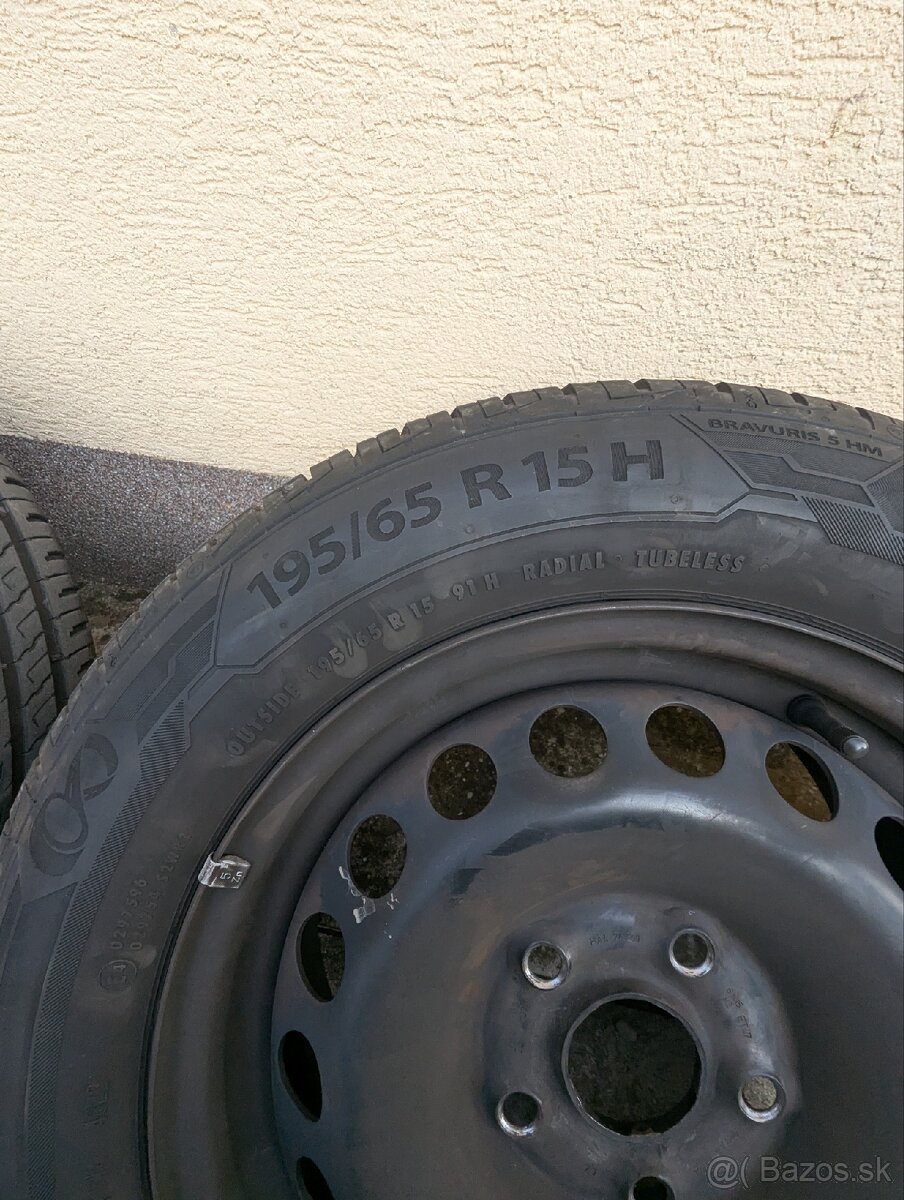 BRAVURIS 5 HM
195/65 R 15 H
OUTSIDE 195/65 R 15 91 H RADIAL · TUBELESS
@( Bazos.sk